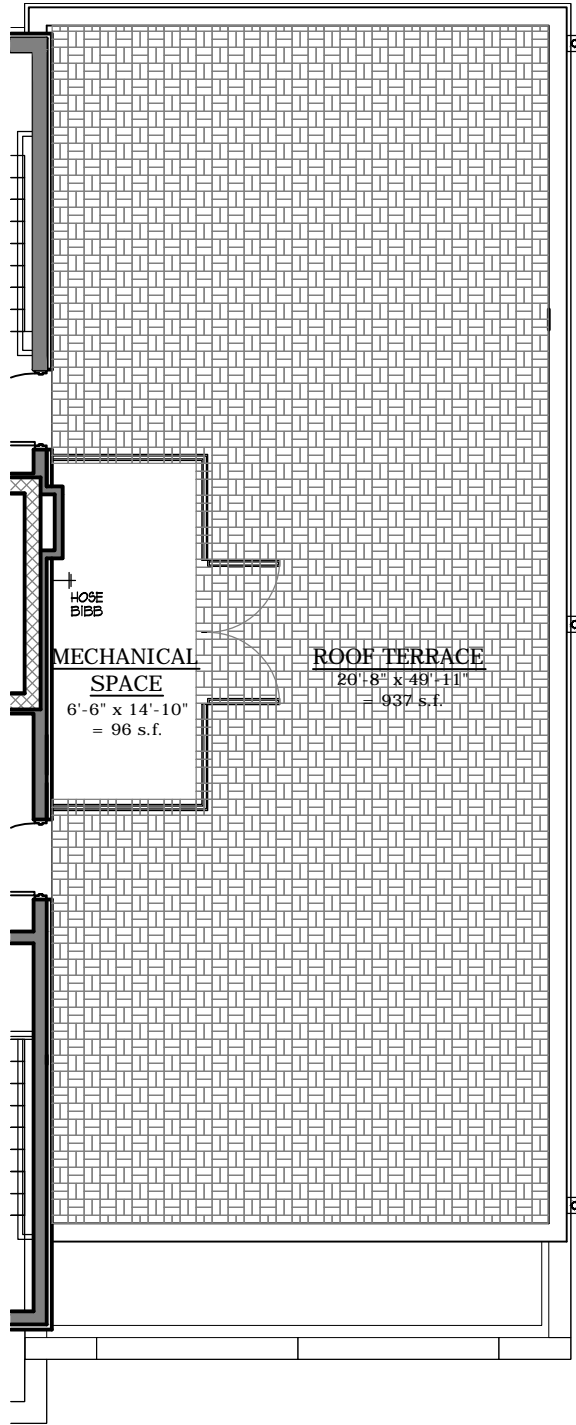 HOSE
BIBB
MECHANICAL
SPACE
6'-6" x 14'-10"
= 96 s.f.
ROOF TERRACE
20'-8" x 49'-11"
= 937 s.f.